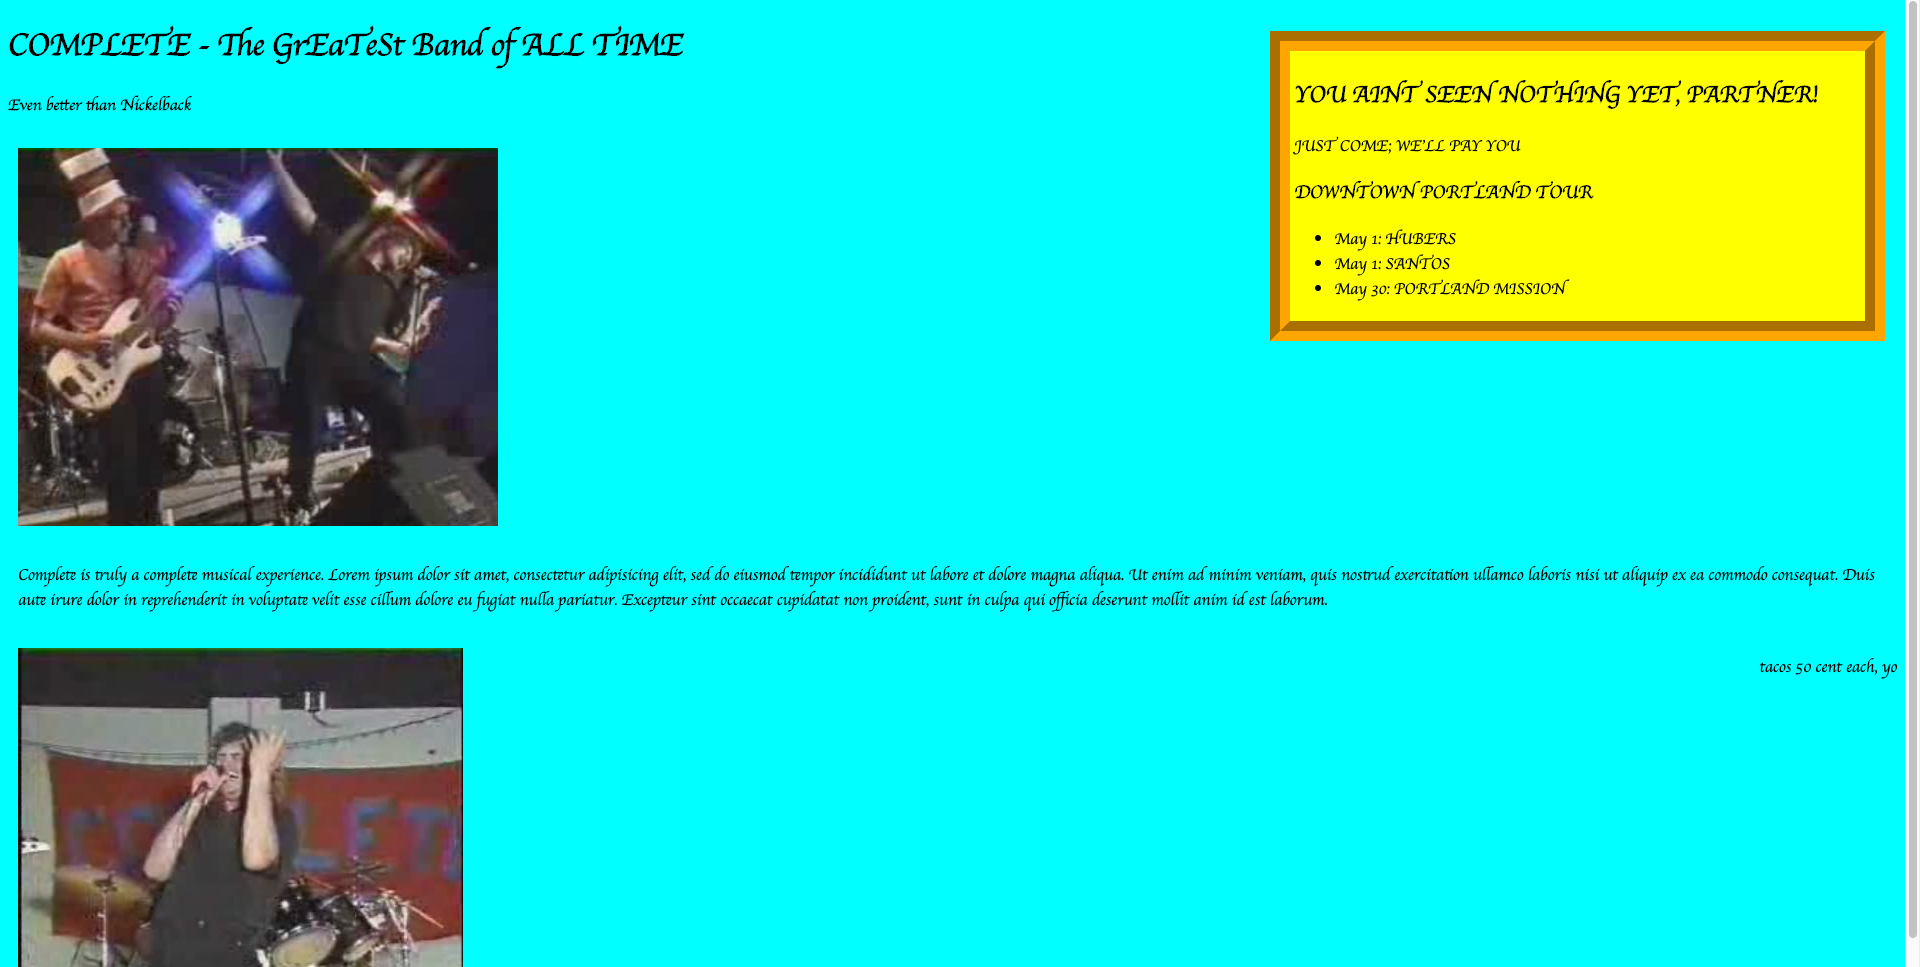 COMPLETE - The GrEaTeSt Band of ALL TIME
Even better than Nickelback
YOU AINT SEEN NOTHING YET, PARTNER!
JUST COME; WE'LL PAY YOU
DOWNTOWN PORTLAND TOUR
• May 1: HUBERS
• May 1: SANTOS
• May 30: PORTLAND MISSION
Complete is truly a complete musical experience. Lorem ipsum dolor sit amet, consectetur adipisicing elit, sed do eiusmod tempor incididunt ut labore et dolore magna aliqua. Ut enim ad minim veniam, quis nostrud exercitation ullamco laboris nisi ut aliquip ex ea commodo consequat. Duis
aute irure dolor in reprehenderit in voluptate velit esse cillum dolore eu fugiat nulla pariatur. Excepteur sint occaecat cupidatat non proident, sunt in culpa qui officia deserunt mollit anim id est laborum.
tacos 50 cent each, yo